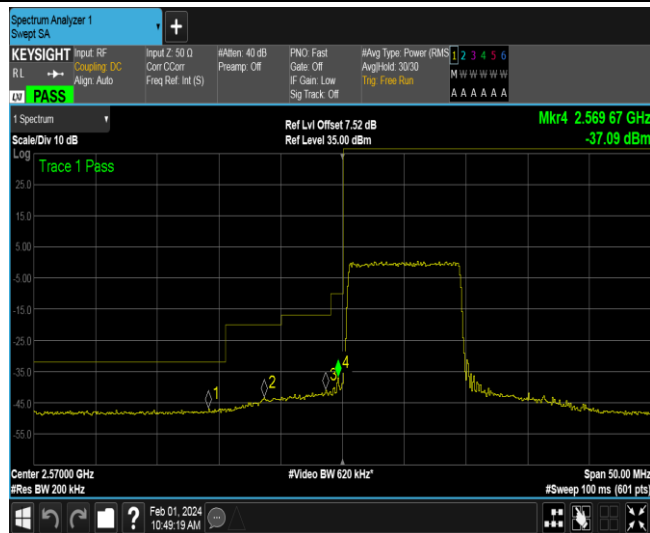 Spectrum Analyzer 1
Swept SA
+
KEYSIGHT
RL
LXI PASS
Input: RF
Coupling: DC
Align: Auto
Input Z: 50 Ω
Corr CCorr
Freq Ref: Int (S)
#Atten: 40 dB
Preamp: Off
PNO: Fast
Gate: Off
IF Gain: Low
Sig Track: Off
#Avg Type: Power (RMS
Avg|Hold: 30/30
Trig: Free Run
1 2 3 4 5 6
M W W W W W
A A A A A A
1 Spectrum
Scale/Div 10 dB
Ref Lvl Offset 7.52 dB
Ref Level 35.00 dBm
Mkr4 2.569 67 GHz
-37.09 dBm
Log
Trace 1 Pass
25.0
15.0
5.00
-5.00
-15.0
-25.0
-35.0
-45.0
-55.0
1
2
3
4
Center 2.57000 GHz
#Res BW 200 kHz
#Video BW 620 kHz*
Span 50.00 MHz
#Sweep 100 ms (601 pts)
?
Feb 01, 2024
10:49:19 AM